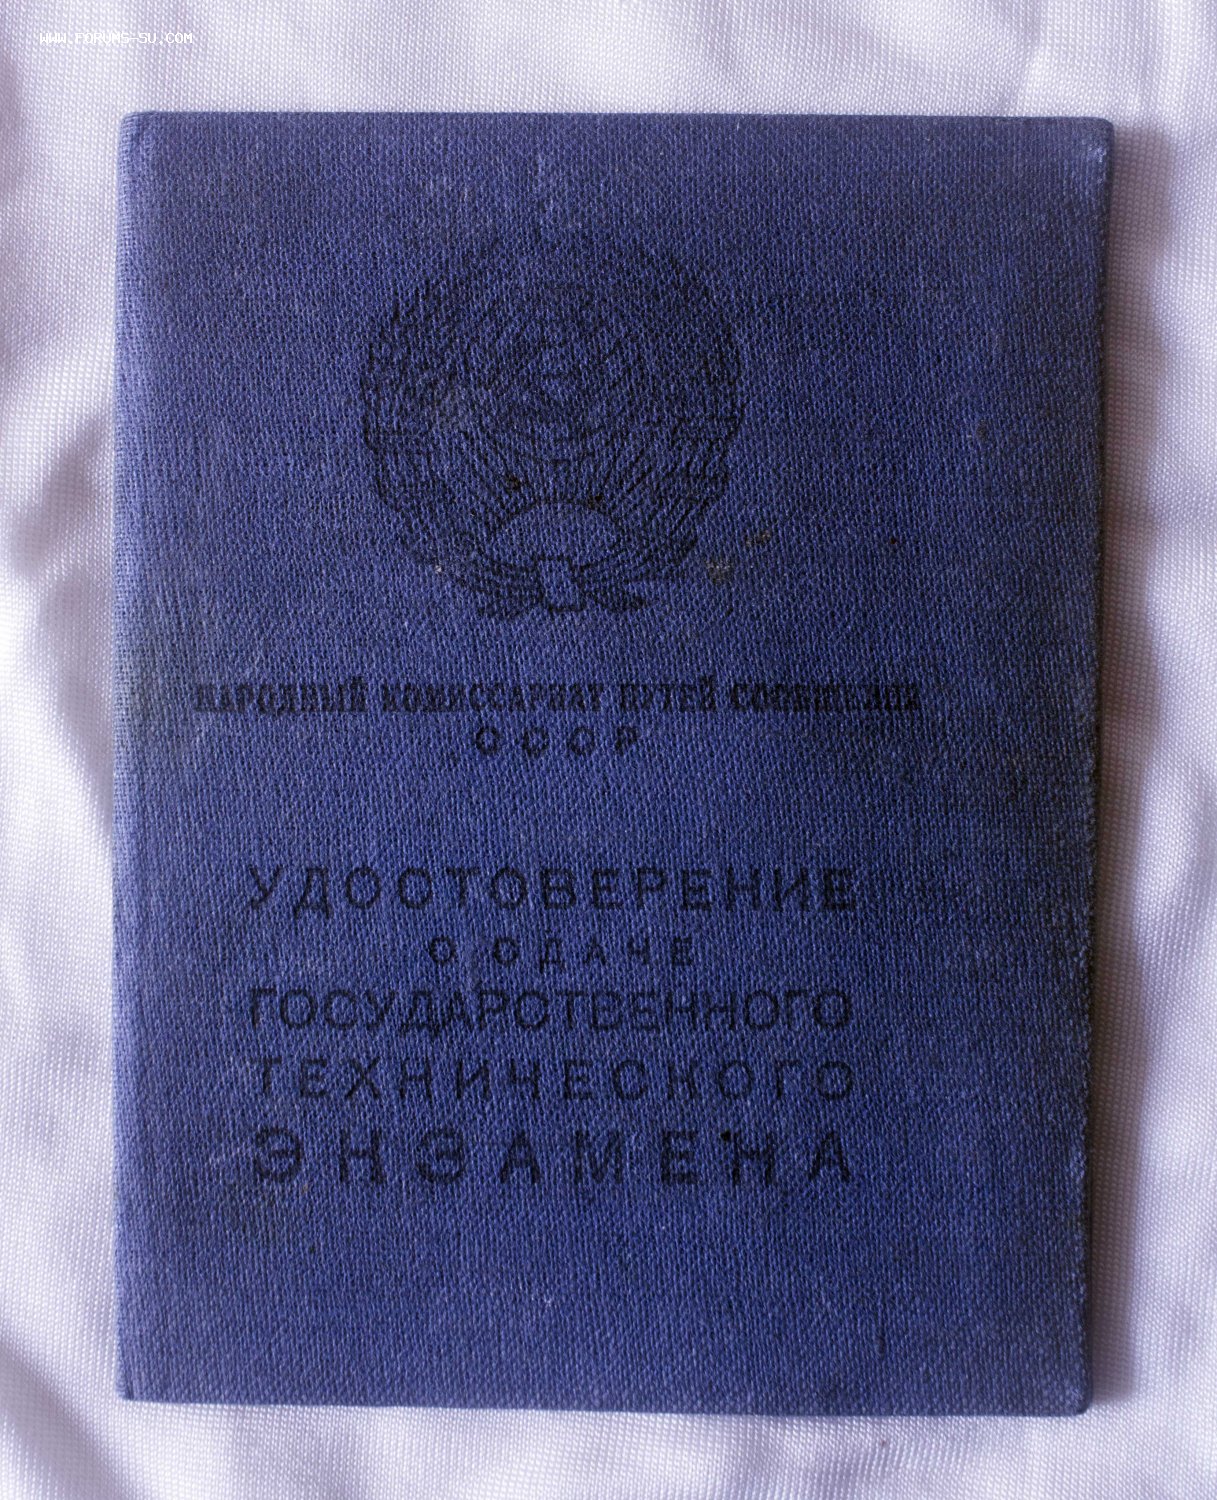 WWW.FORUMS-SU.COM
НАРОДНЫЙ КОМИССАРИАТ ПУТЕЙ СООБЩЕНИЯ
СССР
УДОСТОВЕРЕНИЕ
О СДАЧЕ
ГОСУДАРСТВЕННОГО
ТЕХНИЧЕСКОГО
ЭКЗАМЕНА